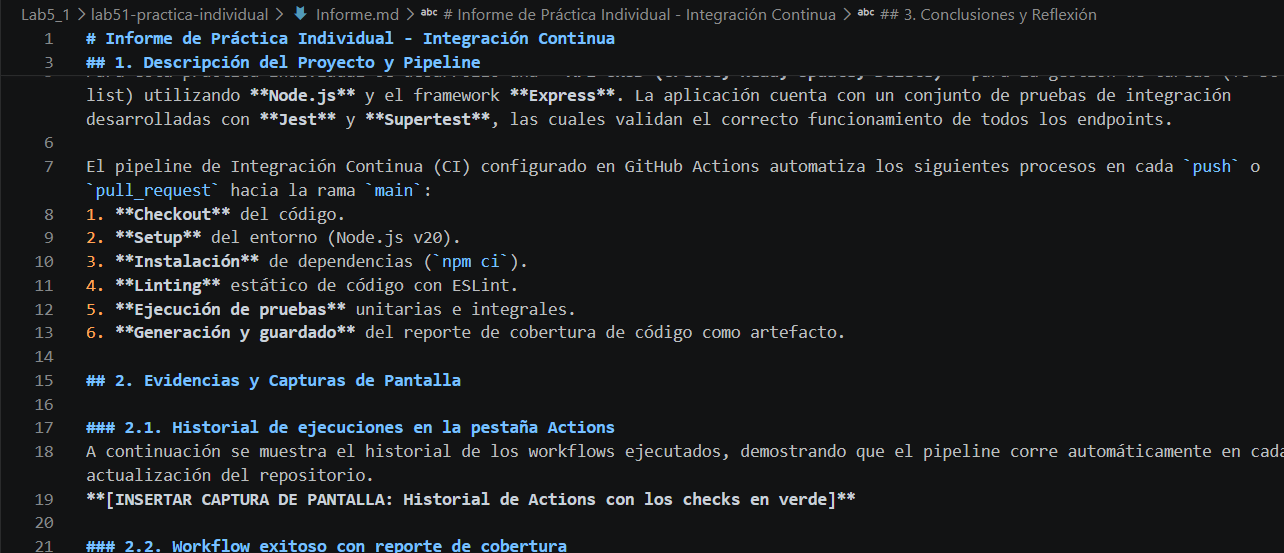 Lab5_1 > lab51-practica-individual > Informe.md > abc # Informe de Práctica Individual - Integración Continua > abc ## 3. Conclusiones y Reflexión
1 # Informe de Práctica Individual - Integración Continua
3 ## 1. Descripción del Proyecto y Pipeline
list) utilizando **Node.js** y el framework **Express**. La aplicación cuenta con un conjunto de pruebas de integración
desarrolladas con **Jest** y **Supertest**, las cuales validan el correcto funcionamiento de todos los endpoints.
6
7 El pipeline de Integración Continua (CI) configurado en GitHub Actions automatiza los siguientes procesos en cada `push` o
`pull_request` hacia la rama `main`:
8 1. **Checkout** del código.
9 2. **Setup** del entorno (Node.js v20).
10 3. **Instalación** de dependencias (`npm ci`).
11 4. **Linting** estático de código con ESLint.
12 5. **Ejecución de pruebas** unitarias e integrales.
13 6. **Generación y guardado** del reporte de cobertura de código como artefacto.
14
15 ## 2. Evidencias y Capturas de Pantalla
16
17 ### 2.1. Historial de ejecuciones en la pestaña Actions
18 A continuación se muestra el historial de los workflows ejecutados, demostrando que el pipeline corre automáticamente en cada
actualización del repositorio.
19 **[INSERTAR CAPTURA DE PANTALLA: Historial de Actions con los checks en verde]**
20
21 ### 2.2. Workflow exitoso con reporte de cobertura